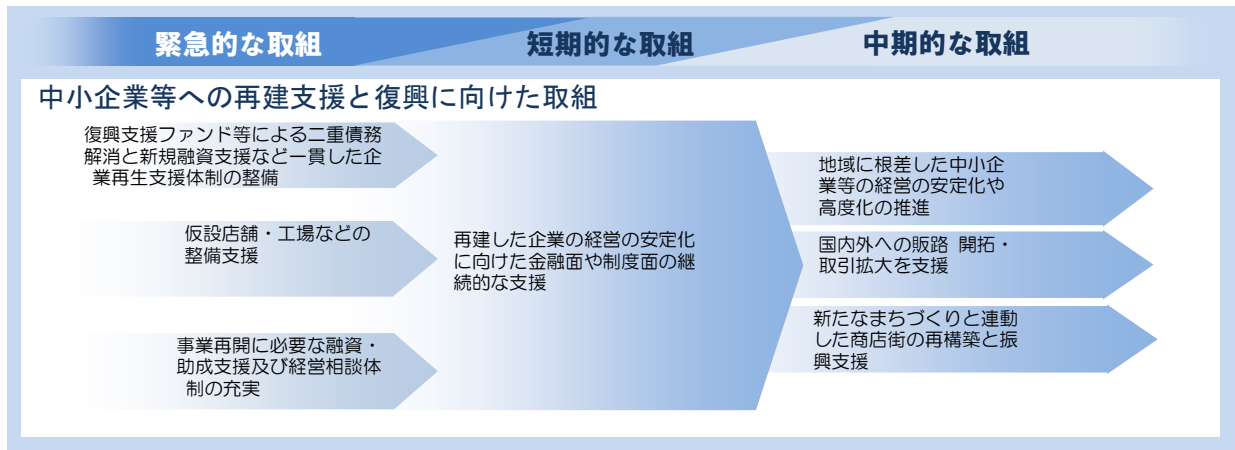 緊急的な取組
短期的な取組
中期的な取組
中小企業等への再建支援と復興に向けた取組
復興支援ファンド等による二重債務
解消と新規融資支援など一貫した企
業再生支援体制の整備
仮設店舗・工場などの
整備支援
事業再開に必要な融資・
助成支援及び経営相談体
制の充実
再建した企業の経営の安定化
に向けた金融面や制度面の継
続的な支援
地域に根差した中小企
業等の経営の安定化や
高度化の推進
国内外への販路 開拓・
取引拡大を支援
新たなまちづくりと連動
した商店街の再構築と振
興支援